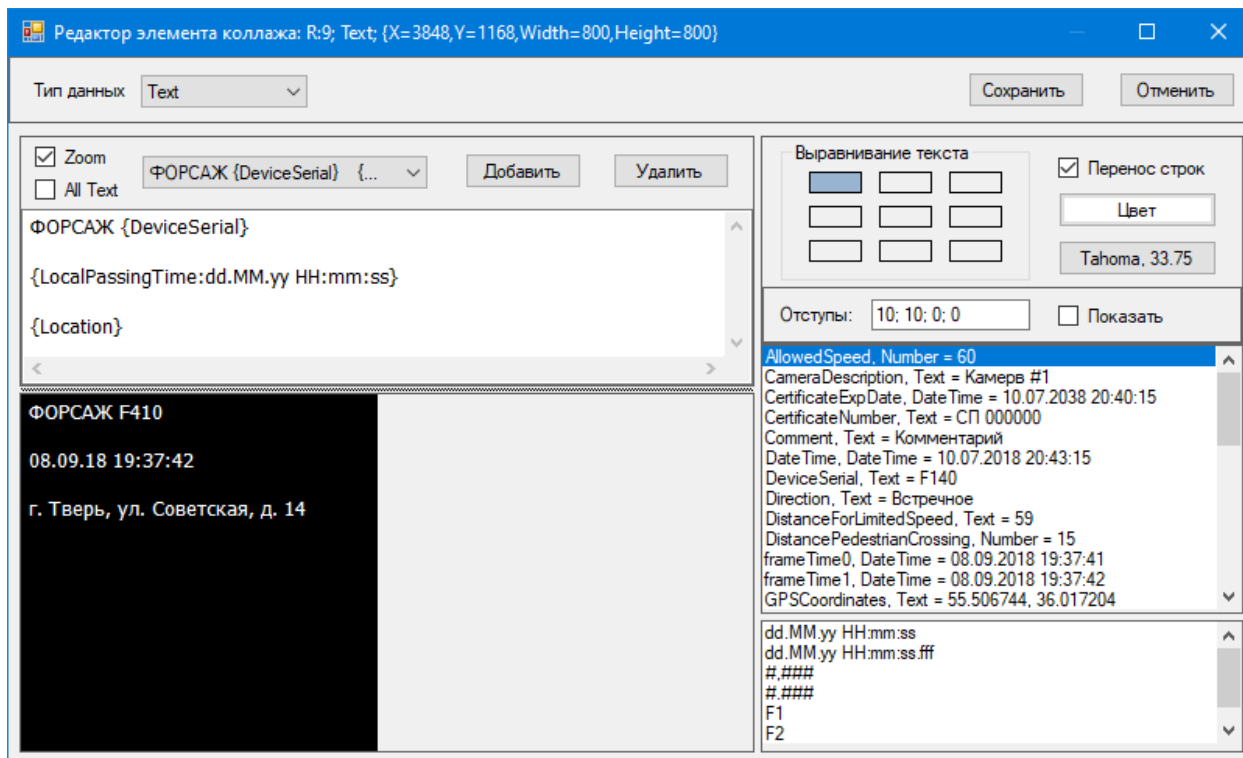 Редактор элемента коллажа: R:9; Text; {X=3848,Y=1168,Width=800,Height=800}
Тип данных Text Сохранить Отменить
Zoom
All Text
ФОРСАЖ {DeviceSerial} {... Добавить Удалить
ФОРСАЖ {DeviceSerial}
{LocalPassingTime:dd.MM.yy HH:mm:ss}
{Location}
ФОРСАЖ F410
08.09.18 19:37:42
г. Тверь, ул. Советская, д. 14
Выравнивание текста
Перенос строк
Цвет
Tahoma, 33.75
Отступы: 10; 10; 0; 0 Показать
AllowedSpeed, Number = 60
CameraDescription, Text = Камерв #1
CertificateExpDate, DateTime = 10.07.2038 20:40:15
CertificateNumber, Text = СП 000000
Comment, Text = Комментарий
DateTime, DateTime = 10.07.2018 20:43:15
DeviceSerial, Text = F140
Direction, Text = Встречное
DistanceForLimitedSpeed, Text = 59
DistancePedestrianCrossing, Number = 15
frameTime0, DateTime = 08.09.2018 19:37:41
frameTime1, DateTime = 08.09.2018 19:37:42
GPSCoordinates, Text = 55.506744, 36.017204
dd.MM.yy HH:mm:ss
dd.MM.yy HH:mm:ss.fff
#,###
#.###
F1
F2